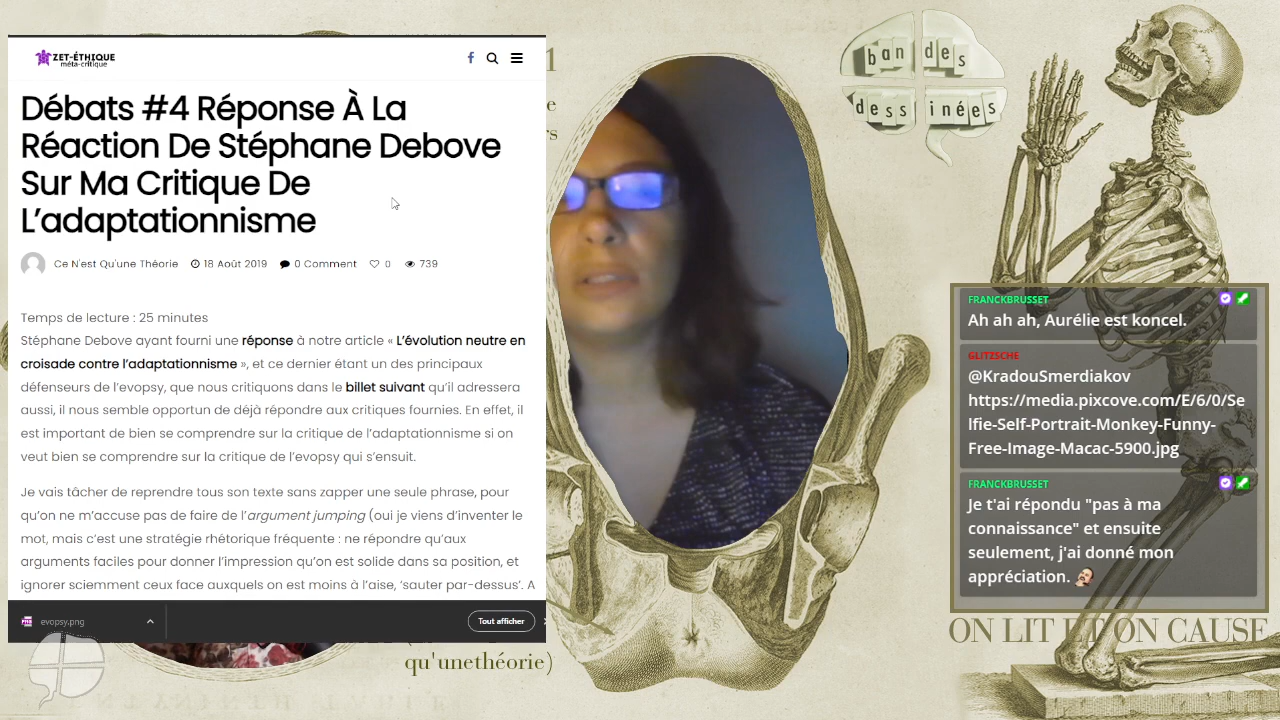 ZET-ÉTHIQUE
méta-critique
Débats #4 Réponse À La
Réaction De Stéphane Debove
Sur Ma Critique De
L’adaptationnisme
Ce N'Est Qu'une Théorie 18 Août 2019 0 Comment 0 739
Temps de lecture : 25 minutes
Stéphane Debove ayant fourni une réponse à notre article « L’évolution neutre en
croisade contre l’adaptationnisme », et ce dernier étant un des principaux
défenseurs de l’evopsy, que nous critiquons dans le billet suivant qu’il adressera
aussi, il nous semble opportun de déjà répondre aux critiques fournies. En effet, il
est important de bien se comprendre sur la critique de l’adaptationnisme si on
veut bien se comprendre sur la critique de l’evopsy qui s’ensuit.
Je vais tâcher de reprendre tous son texte sans zapper une seule phrase, pour
qu’on ne m’accuse pas de faire de l’argument jumping (oui je viens d’inventer le
mot, mais c’est une stratégie rhétorique fréquente : ne répondre qu’aux
arguments faciles pour donner l’impression qu’on est solide dans sa position, et
ignorer sciemment ceux face auxquels on est moins à l’aise, ‘sauter par-dessus’. A
evopsy.png
Tout afficher
qu'unethéorie)
bandes
dessinées
FRANCKBRUSSET
Ah ah ah, Aurélie est koncel.
GLITZSCHE
@KradouSmerdiakov
https://media.pixcove.com/E/6/0/Se
lfie-Self-Portrait-Monkey-Funny-
Free-Image-Macac-5900.jpg
FRANCKBRUSSET
Je t'ai répondu "pas à ma
connaissance" et ensuite
seulement, j'ai donné mon
appréciation.
ON LIT ET ON CAUSE